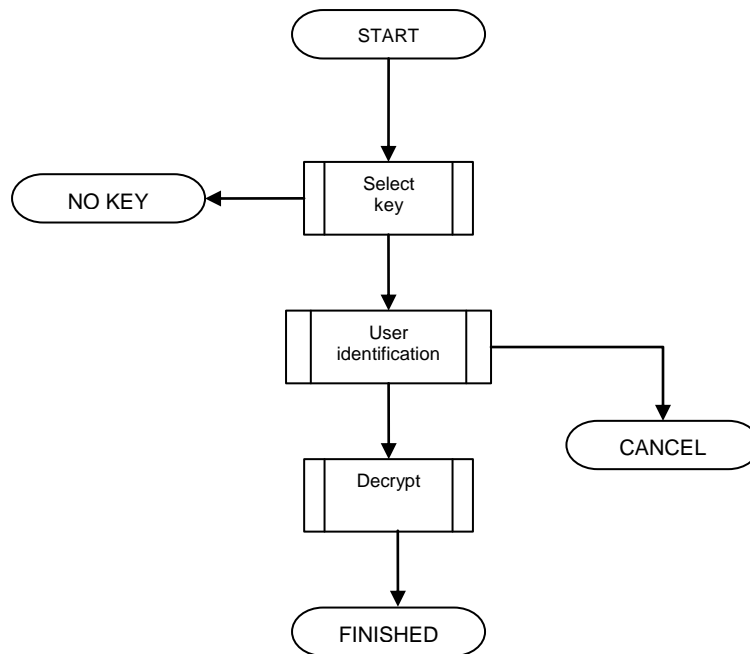 START
Select
key
NO KEY
User
identification
CANCEL
Decrypt
FINISHED